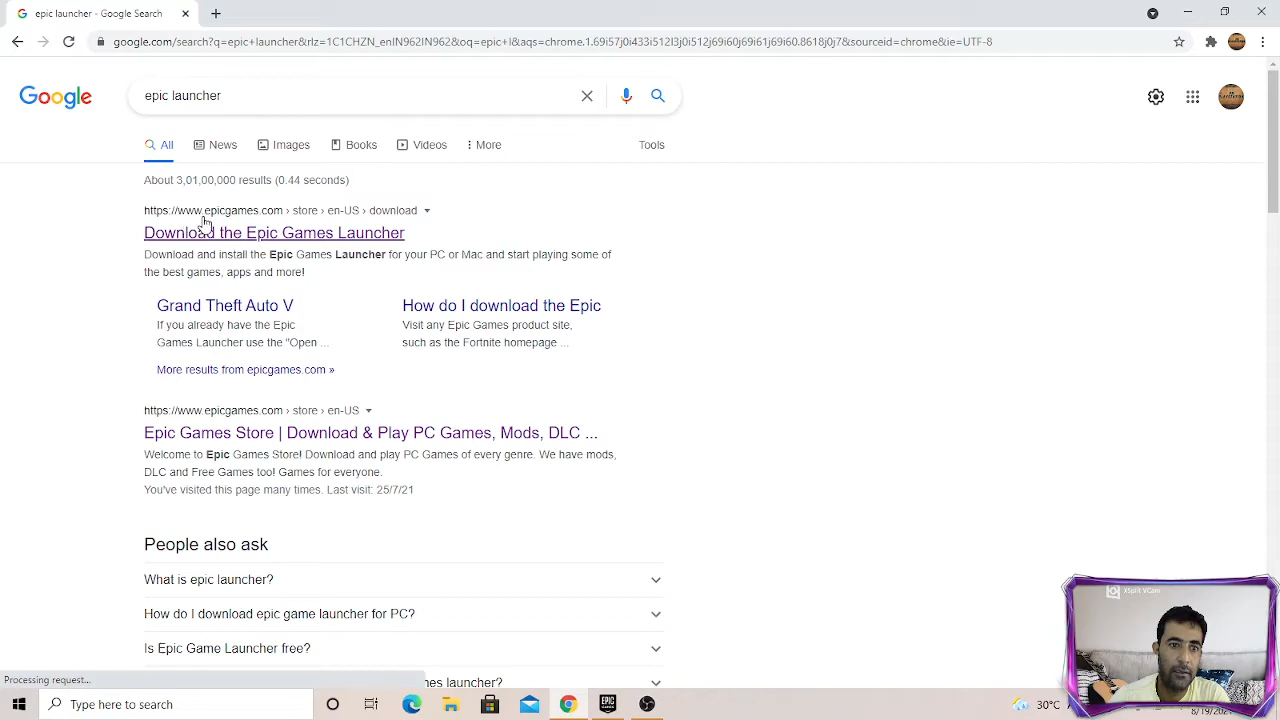 epic launcher - Google Search
google.com/search?q=epic+launcher&rlz=1C1CHZN_enIN962IN962&oq=epic+l&aqs=chrome.1.69i57j0i433i512l3j0i512j69i60j69i61j69i60.8618j0j7&sourceid=chrome&ie=UTF-8
Google
epic launcher
All
News
Images
Books
Videos
More
Tools
About 3,01,00,000 results (0.44 seconds)
https://www.epicgames.com › store › en-US › download
Download the Epic Games Launcher
Download and install the Epic Games Launcher for your PC or Mac and start playing some of
the best games, apps and more!
Grand Theft Auto V
If you already have the Epic
Games Launcher use the "Open ...
How do I download the Epic
Visit any Epic Games product site,
such as the Fortnite homepage ...
More results from epicgames.com »
https://www.epicgames.com › store › en-US
Epic Games Store | Download & Play PC Games, Mods, DLC ...
Welcome to Epic Games Store! Download and play PC Games of every genre. We have mods,
DLC and Free Games too! Games for everyone.
You've visited this page many times. Last visit: 25/7/21
People also ask
What is epic launcher?
How do I download epic game launcher for PC?
Is Epic Game Launcher free?
mes launcher?
Processing request...
XSplit VCam
Type here to search
EPIC
GAMES
30°C
8/19/2021